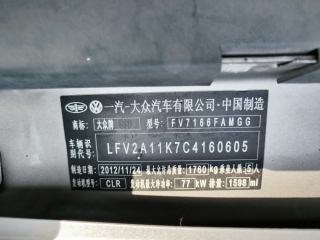 一汽-大众汽车有限公司·中国制造
商标: 大众牌 型号: FV7166FAMGG
车辆识别代号 LFV2A11K7C4160605
制造日期 2012/11/24 最大允许总质量 1760 kg 乘坐人数 5 人
发动机型号 CLR 发动机最大净功率 77 kW 排量 1598 ml